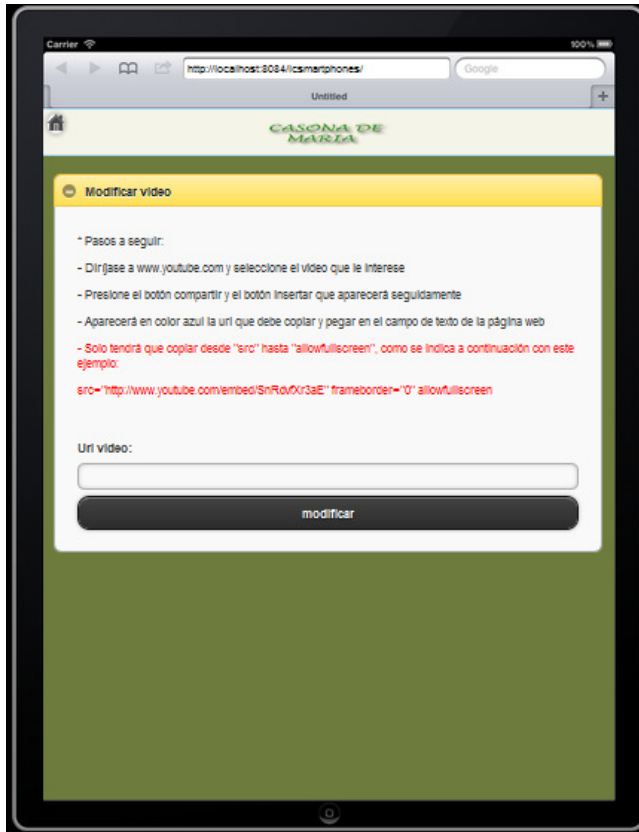 Carrier 100%
http://localhost:8084/icsmartphones/ Google
Untitled
CASONA DE
MARIA
Modificar video
* Pasos a seguir:
- Diríjase a www.youtube.com y seleccione el video que le interese
- Presione el botón compartir y el botón insertar que aparecerá seguidamente
- Aparecerá en color azul la url que debe copiar y pegar en el campo de texto de la página web
- Solo tendrá que copiar desde "src" hasta "allowfullscreen", como se indica a continuación con este
ejemplo:
src="http://www.youtube.com/embed/SnRdvfXr3aE" frameborder="0" allowfullscreen
Url video:
modificar